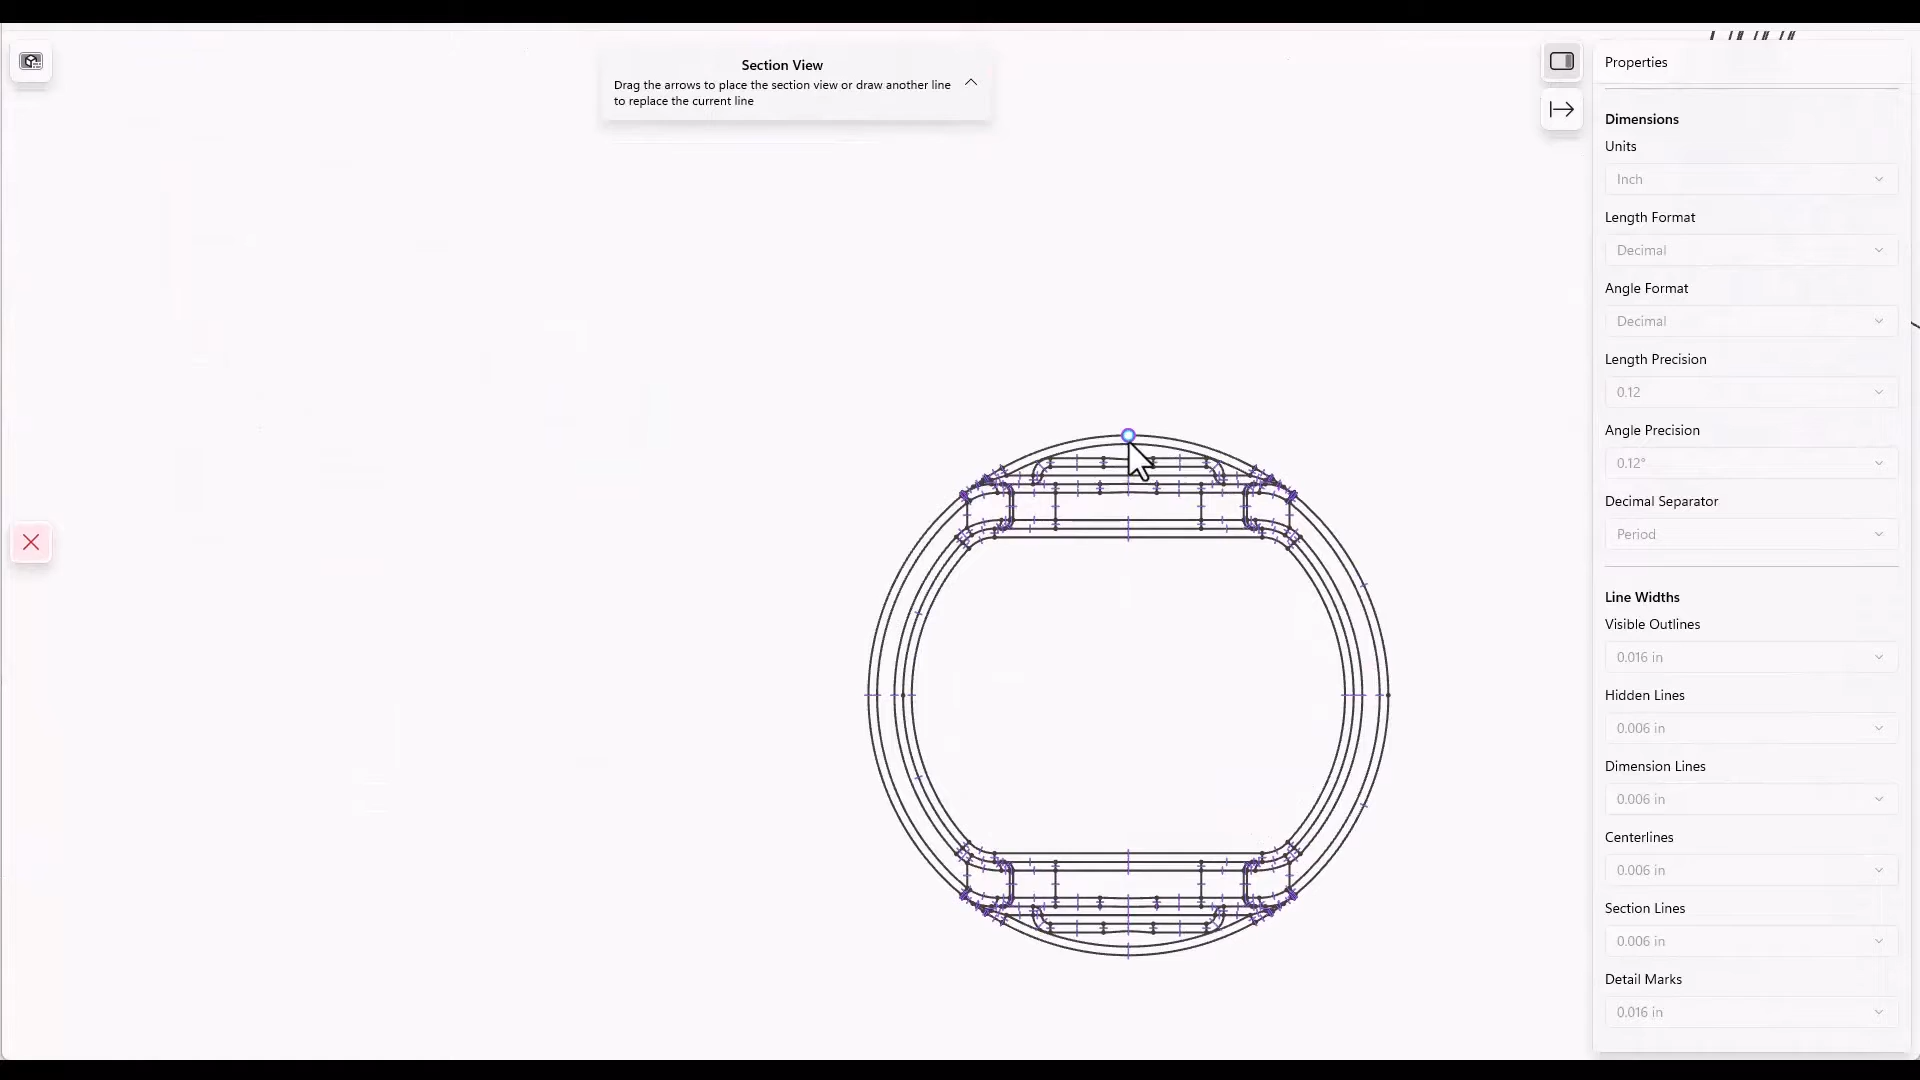 Section View
Drag the arrows to place the section view or draw another line
to replace the current line
Properties
Dimensions
Units
Inch
Length Format
Decimal
Angle Format
Decimal
Length Precision
0.12
Angle Precision
0.12°
Decimal Separator
Period
Line Widths
Visible Outlines
0.016 in
Hidden Lines
0.006 in
Dimension Lines
0.006 in
Centerlines
0.006 in
Section Lines
0.006 in
Detail Marks
0.016 in